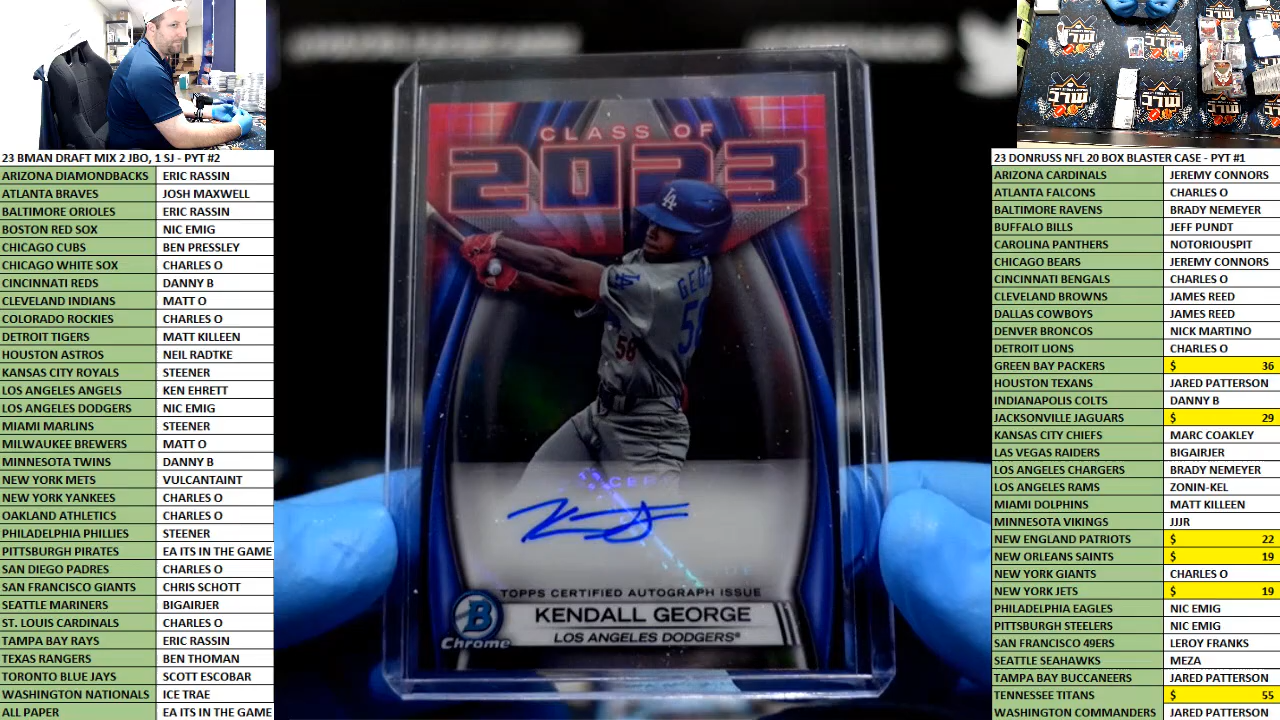 23 BMAN DRAFT MIX 2 JBO, 1 SJ - PYT #2
ARIZONA DIAMONDBACKS ERIC RASSIN
ATLANTA BRAVES JOSH MAXWELL
BALTIMORE ORIOLES ERIC RASSIN
BOSTON RED SOX NIC EMIG
CHICAGO CUBS BEN PRESSLEY
CHICAGO WHITE SOX CHARLES O
CINCINNATI REDS DANNY B
CLEVELAND INDIANS MATT O
COLORADO ROCKIES CHARLES O
DETROIT TIGERS MATT KILLEEN
HOUSTON ASTROS NEIL RADTKE
KANSAS CITY ROYALS STEENER
LOS ANGELES ANGELS KEN EHRETT
LOS ANGELES DODGERS NIC EMIG
MIAMI MARLINS STEENER
MILWAUKEE BREWERS MATT O
MINNESOTA TWINS DANNY B
NEW YORK METS VULCANTAINT
NEW YORK YANKEES CHARLES O
OAKLAND ATHLETICS CHARLES O
PHILADELPHIA PHILLIES STEENER
PITTSBURGH PIRATES EA ITS IN THE GAME
SAN DIEGO PADRES CHARLES O
SAN FRANCISCO GIANTS CHRIS SCHOTT
SEATTLE MARINERS BIGAIRJER
ST. LOUIS CARDINALS CHARLES O
TAMPA BAY RAYS ERIC RASSIN
TEXAS RANGERS BEN THOMAN
TORONTO BLUE JAYS SCOTT ESCOBAR
WASHINGTON NATIONALS ICE TRAE
ALL PAPER EA ITS IN THE GAME
CLASS OF
2023
LA
LA
GEO
58
TOPPS CERTIFIED AUTOGRAPH ISSUE
B
Chrome
KENDALL GEORGE
LOS ANGELES DODGERS®
23 DONRUSS NFL 20 BOX BLASTER CASE - PYT #1
ARIZONA CARDINALS JEREMY CONNORS
ATLANTA FALCONS CHARLES O
BALTIMORE RAVENS BRADY NEMEYER
BUFFALO BILLS JEFF PUNDT
CAROLINA PANTHERS NOTORIOUSPIT
CHICAGO BEARS JEREMY CONNORS
CINCINNATI BENGALS CHARLES O
CLEVELAND BROWNS JAMES REED
DALLAS COWBOYS JAMES REED
DENVER BRONCOS NICK MARTINO
DETROIT LIONS CHARLES O
GREEN BAY PACKERS $ 36
HOUSTON TEXANS JARED PATTERSON
INDIANAPOLIS COLTS DANNY B
JACKSONVILLE JAGUARS $ 29
KANSAS CITY CHIEFS MARC COAKLEY
LAS VEGAS RAIDERS BIGAIRJER
LOS ANGELES CHARGERS BRADY NEMEYER
LOS ANGELES RAMS ZONIN-KEL
MIAMI DOLPHINS MATT KILLEEN
MINNESOTA VIKINGS JJJR
NEW ENGLAND PATRIOTS $ 22
NEW ORLEANS SAINTS $ 19
NEW YORK GIANTS CHARLES O
NEW YORK JETS $ 19
PHILADELPHIA EAGLES NIC EMIG
PITTSBURGH STEELERS NIC EMIG
SAN FRANCISCO 49ERS LEROY FRANKS
SEATTLE SEAHAWKS MEZA
TAMPA BAY BUCCANEERS JARED PATTERSON
TENNESSEE TITANS $ 55
WASHINGTON COMMANDERS JARED PATTERSON